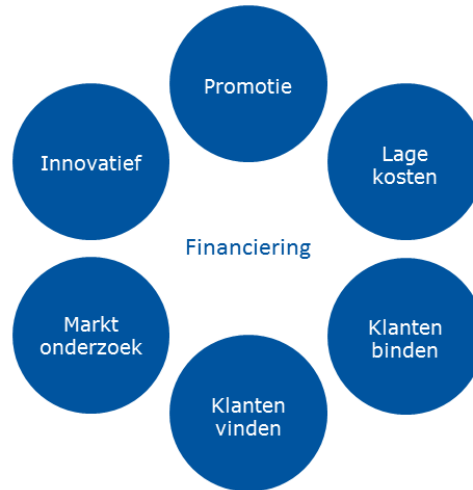 Promotie
Innovatief
Lage
kosten
Financiering
Markt
onderzoek
Klanten
binden
Klanten
vinden